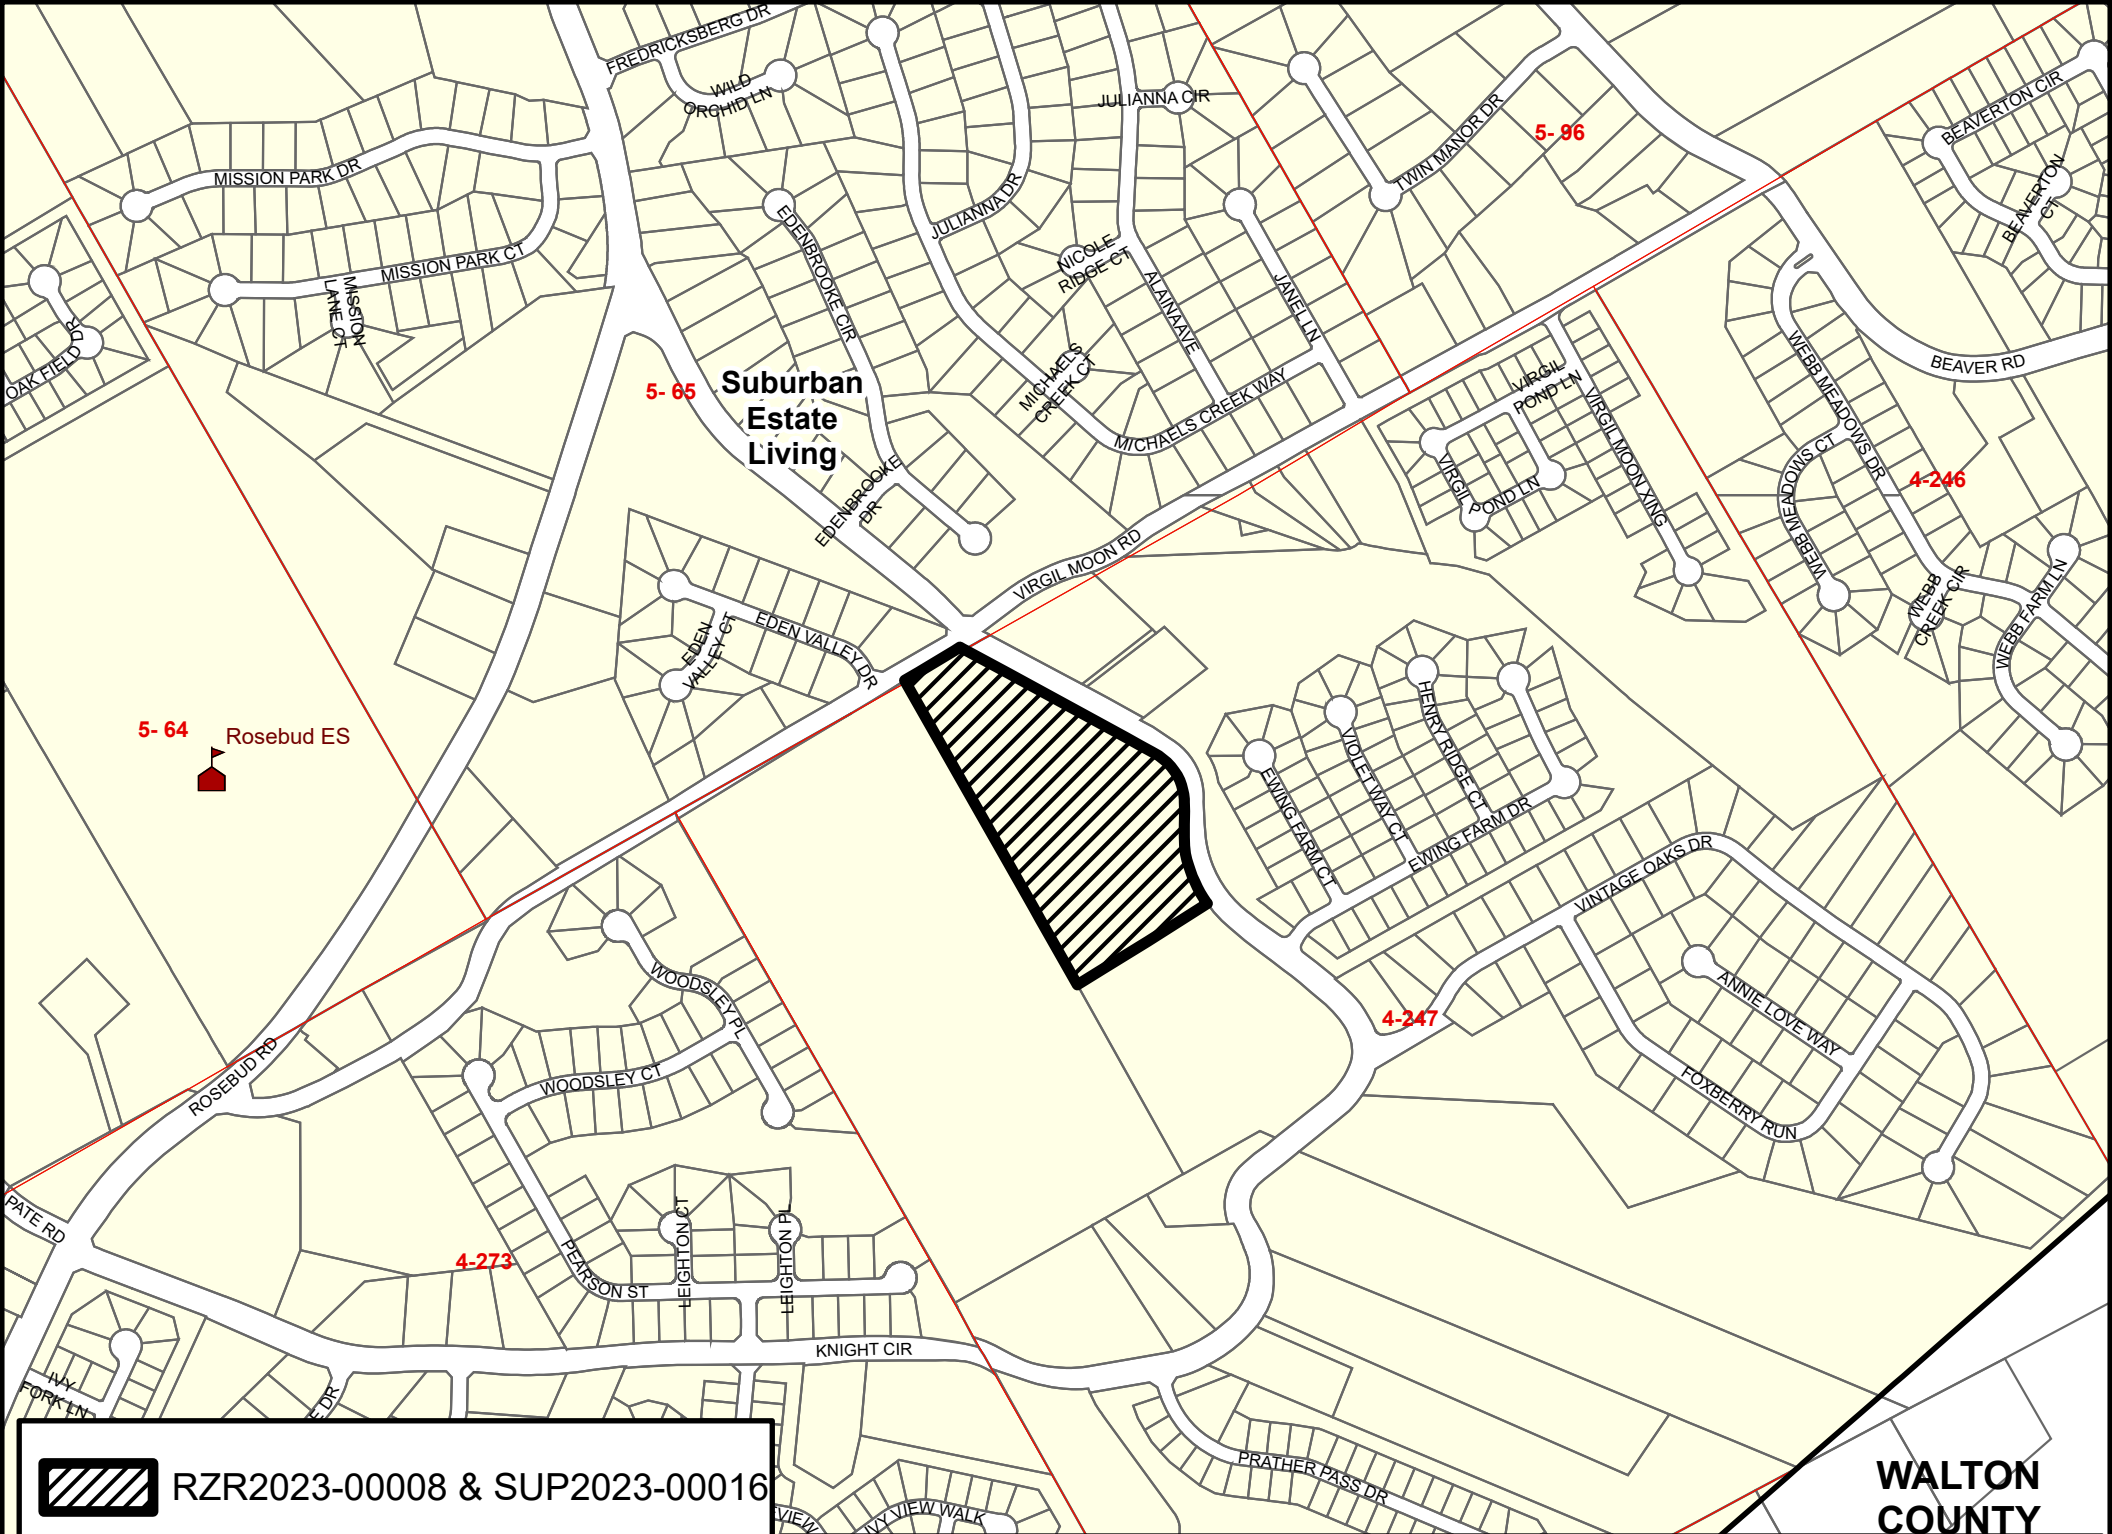 FREDRICKSBERG DR
WILD
ORCHID LN
JULIANNA CIR
TWIN MANOR DR
5- 96
BEAVERTON CIR
BEAVERTON
CT
MISSION PARK DR
JULIANNA DR
EDENBROOKE CIR
NICOLE
RIDGE CT
MISSION PARK CT
MISSION
LANE CT
ALAINA AVE
JANEL LN
OAK FIELD DR
5- 65
Suburban
Estate
Living
MICHAELS
CREEK CT
MICHAELS CREEK WAY
VIRGIL
POND LN
VIRGIL MOON XING
WEBB MEADOWS DR
BEAVER RD
WEBB MEADOWS CT
4-246
VIRGIL
POND LN
EDENBROOKE
DR
VIRGIL MOON RD
WEBB
CREEK CIR
WEBB FARM LN
EDEN
VALLEY CT
EDEN VALLEY DR
5- 64
Rosebud ES
HENRY RIDGE CT
VIOLET WAY CT
EWING FARM CT
EWING FARM DR
VINTAGE OAKS DR
WOODSLEY PL
ANNIE LOVE WAY
4-247
ROSEBUD RD
WOODSLEY CT
FOXBERRY RUN
PATE RD
4-273
PEARSON ST
LEIGHTON CT
LEIGHTON PL
KNIGHT CIR
IVY
FORK LN
E DR
RZR2023-00008 & SUP2023-00016
EVIEW
IVY VIEW WALK
PRATHER PASS DR
WALTON
COUNTY